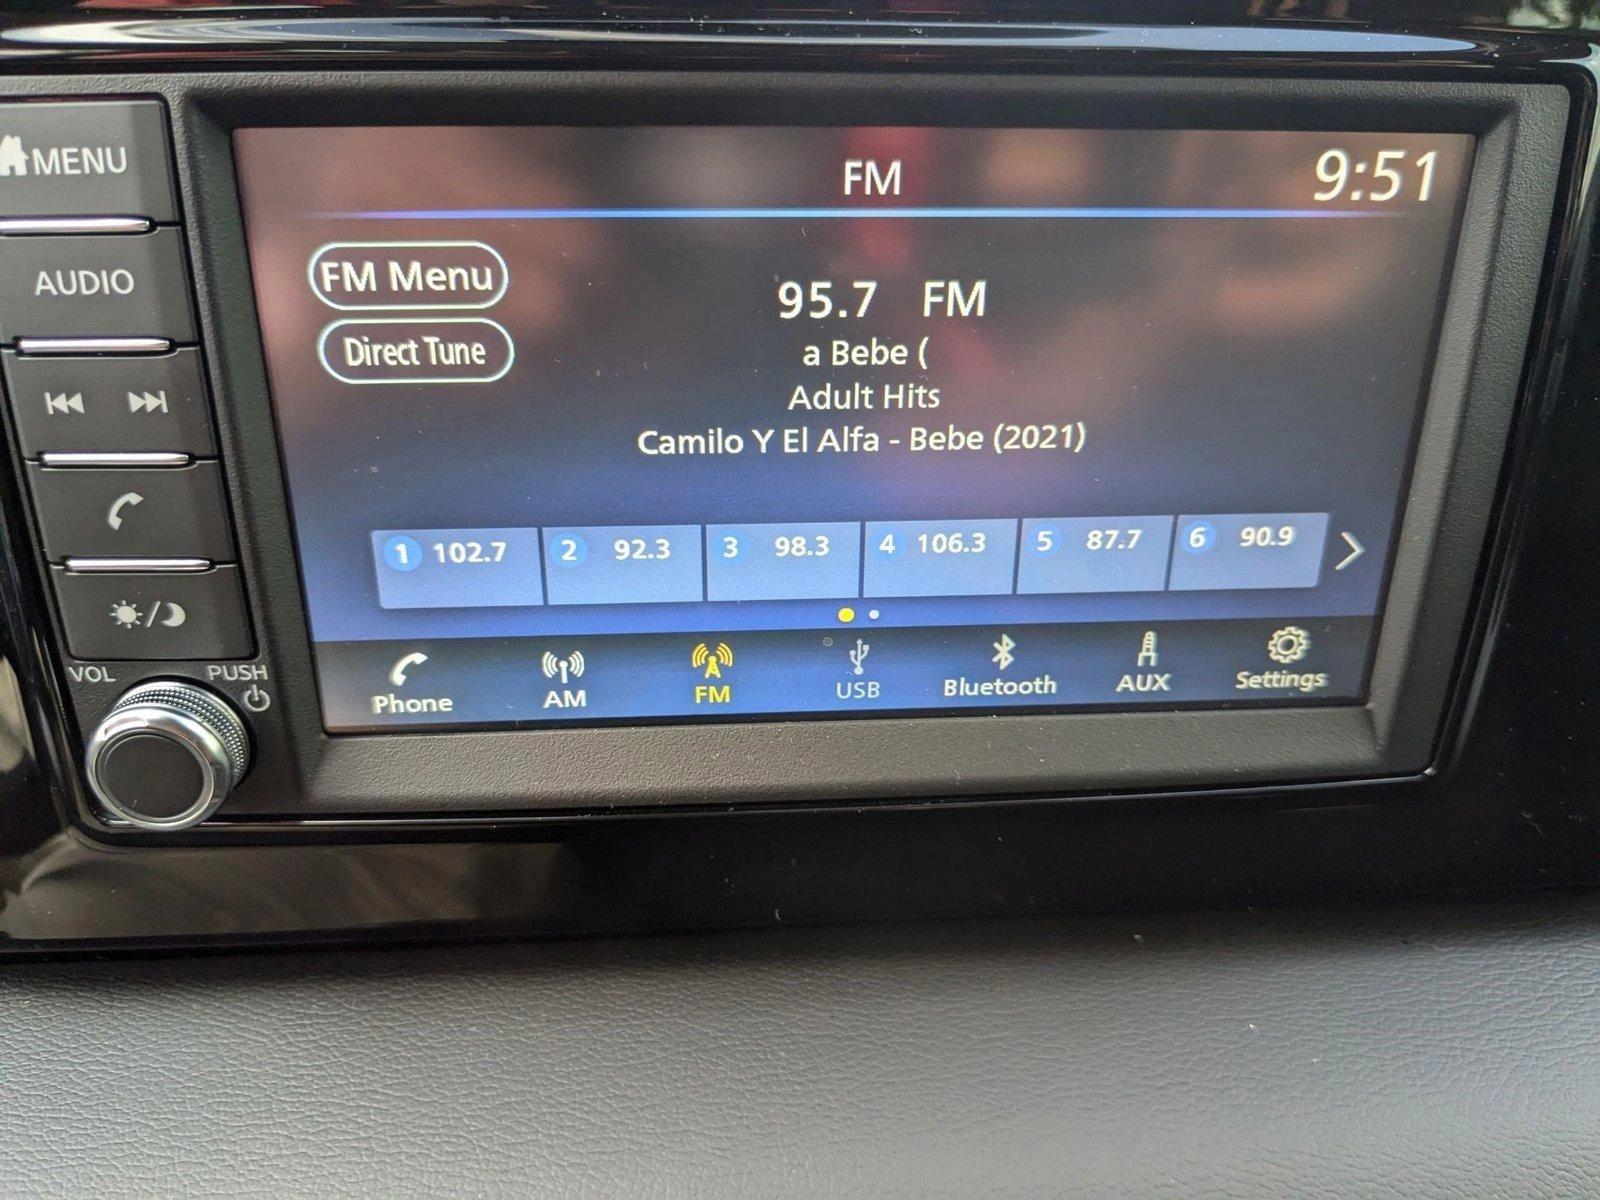 MENU
AUDIO
VOL
PUSH
FM
9:51
FM Menu
Direct Tune
95.7 FM
a Bebe (
Adult Hits
Camilo Y El Alfa - Bebe (2021)
1 102.7
2 92.3
3 98.3
4 106.3
5 87.7
6 90.9
Phone
AM
FM
USB
Bluetooth
AUX
Settings